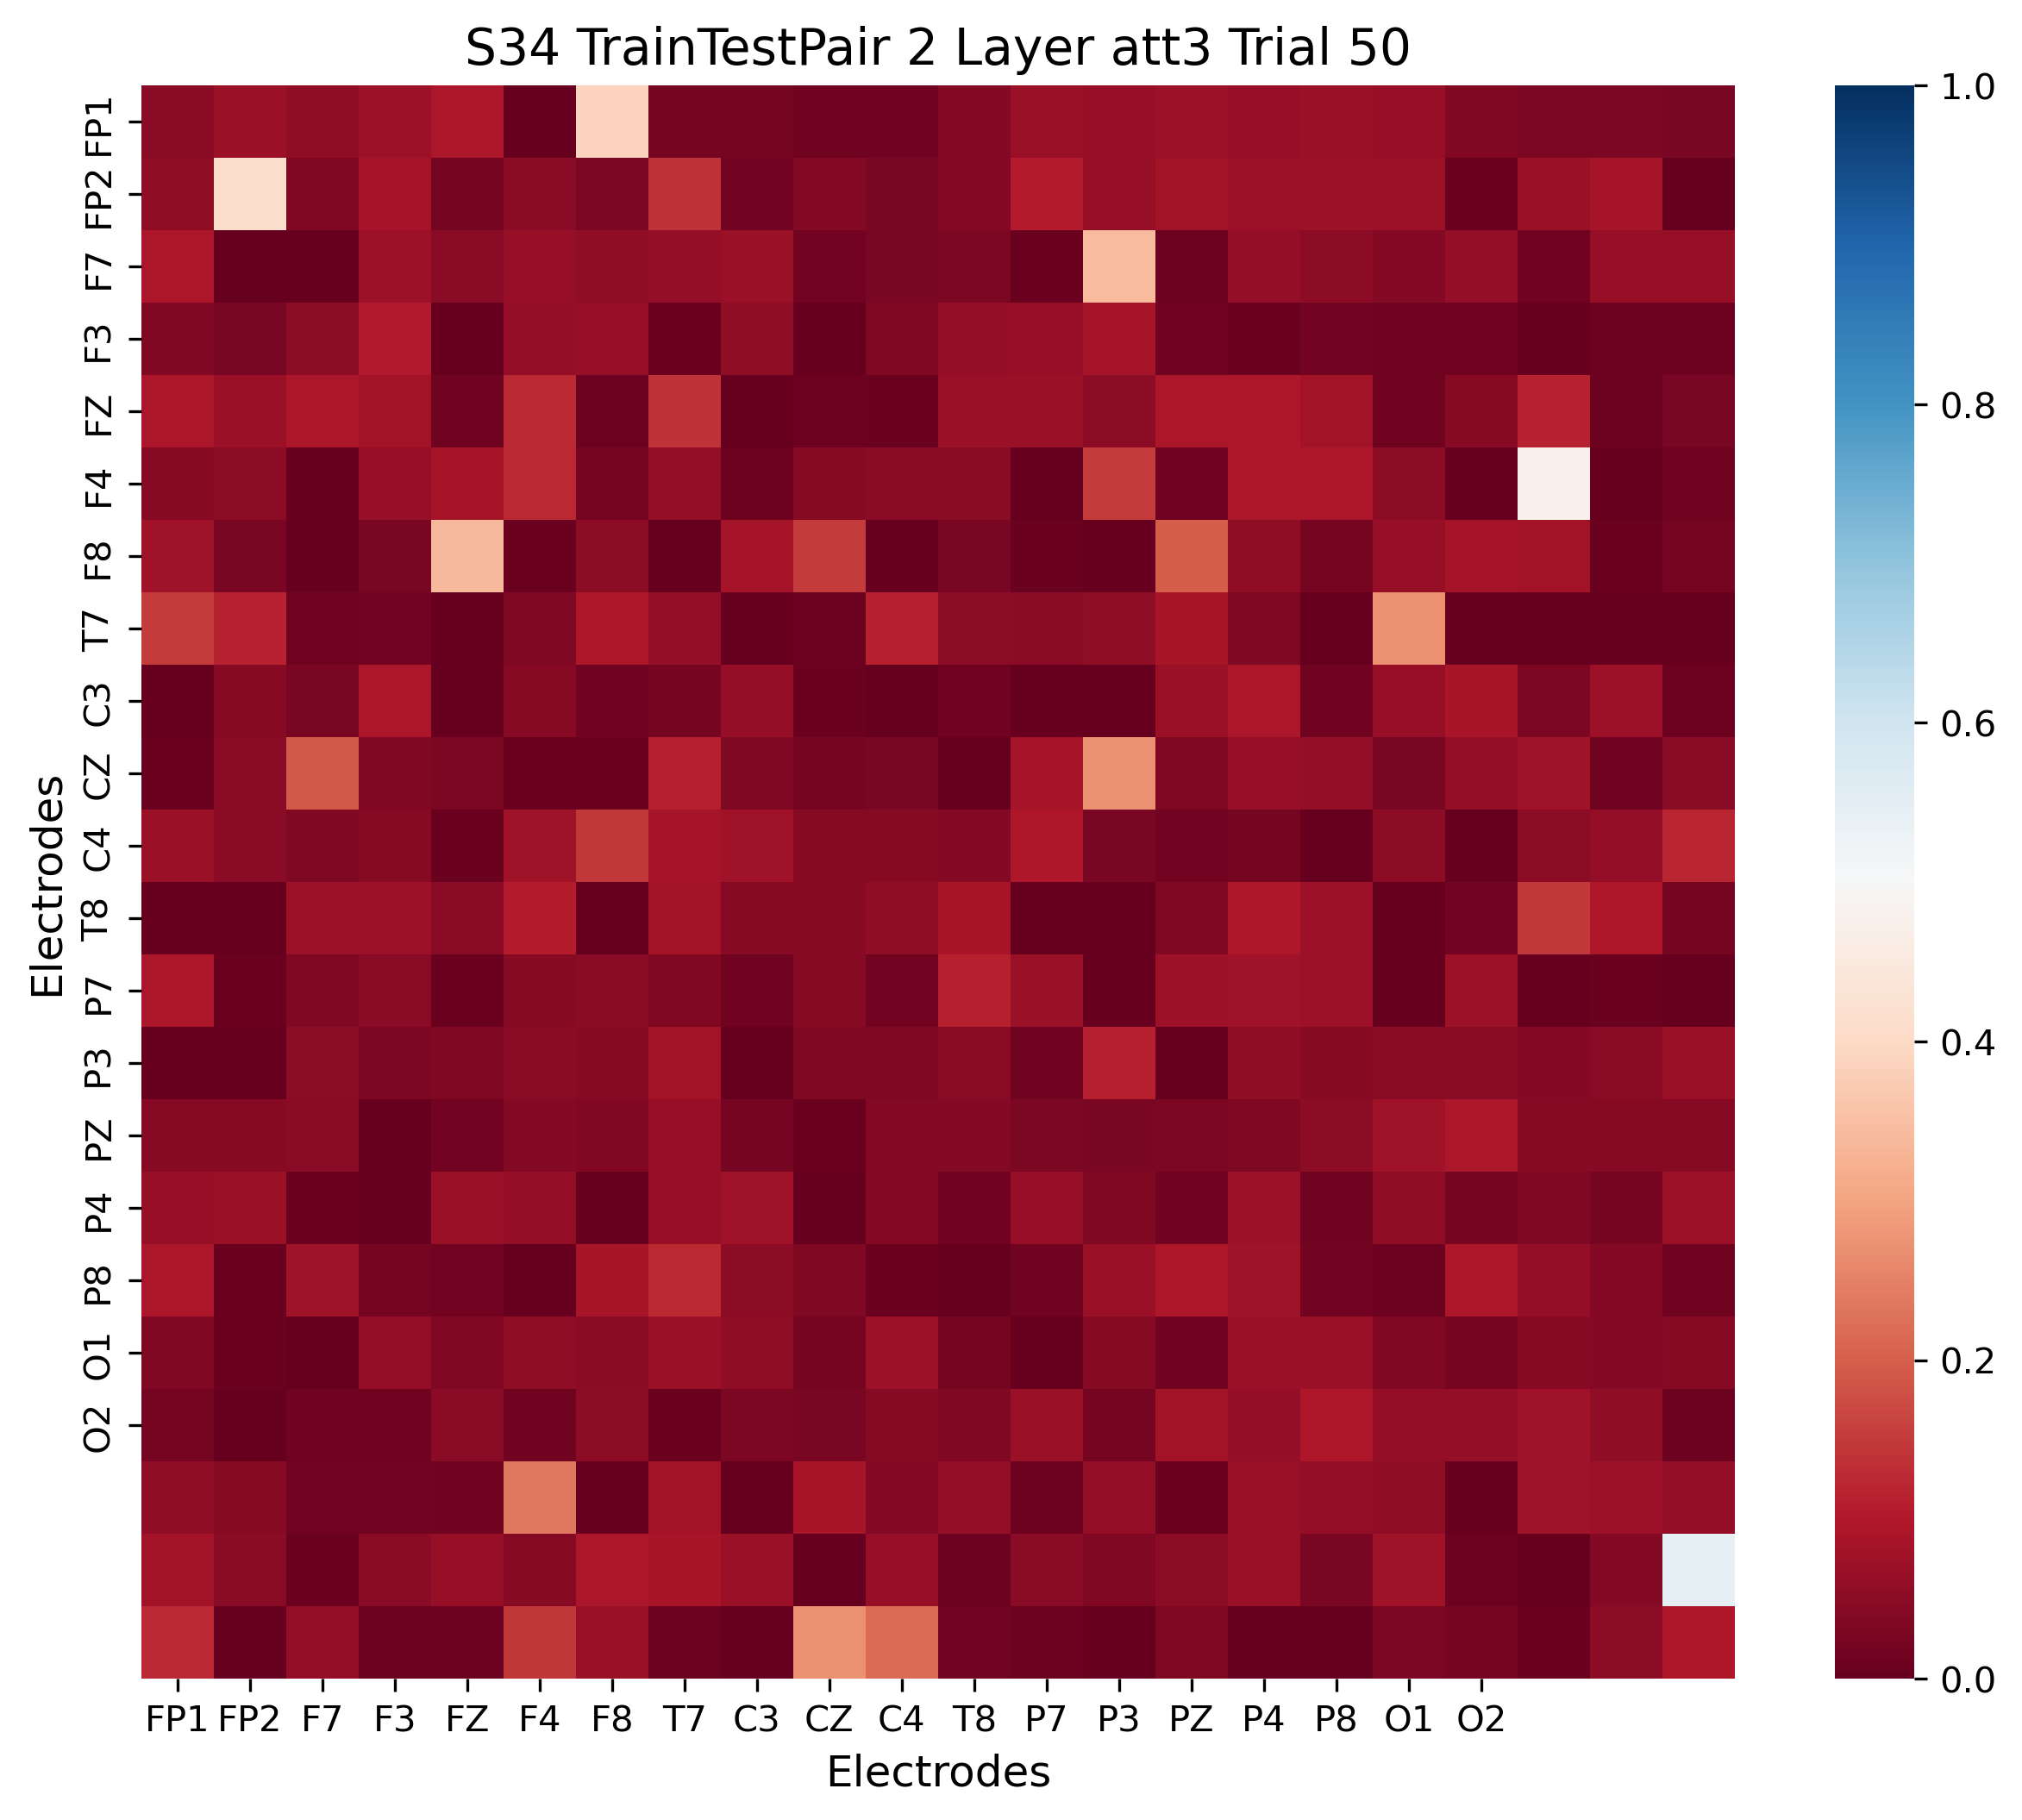 S34 TrainTestPair 2 Layer att3 Trial 50
Electrodes
FP1
FP2
F7
F3
FZ
F4
F8
T7
C3
CZ
C4
T8
P7
P3
PZ
P4
P8
O1
O2
FP1 FP2 F7 F3 FZ F4 F8 T7 C3 CZ C4 T8 P7 P3 PZ P4 P8 O1 O2
Electrodes
1.0
0.8
0.6
0.4
0.2
0.0